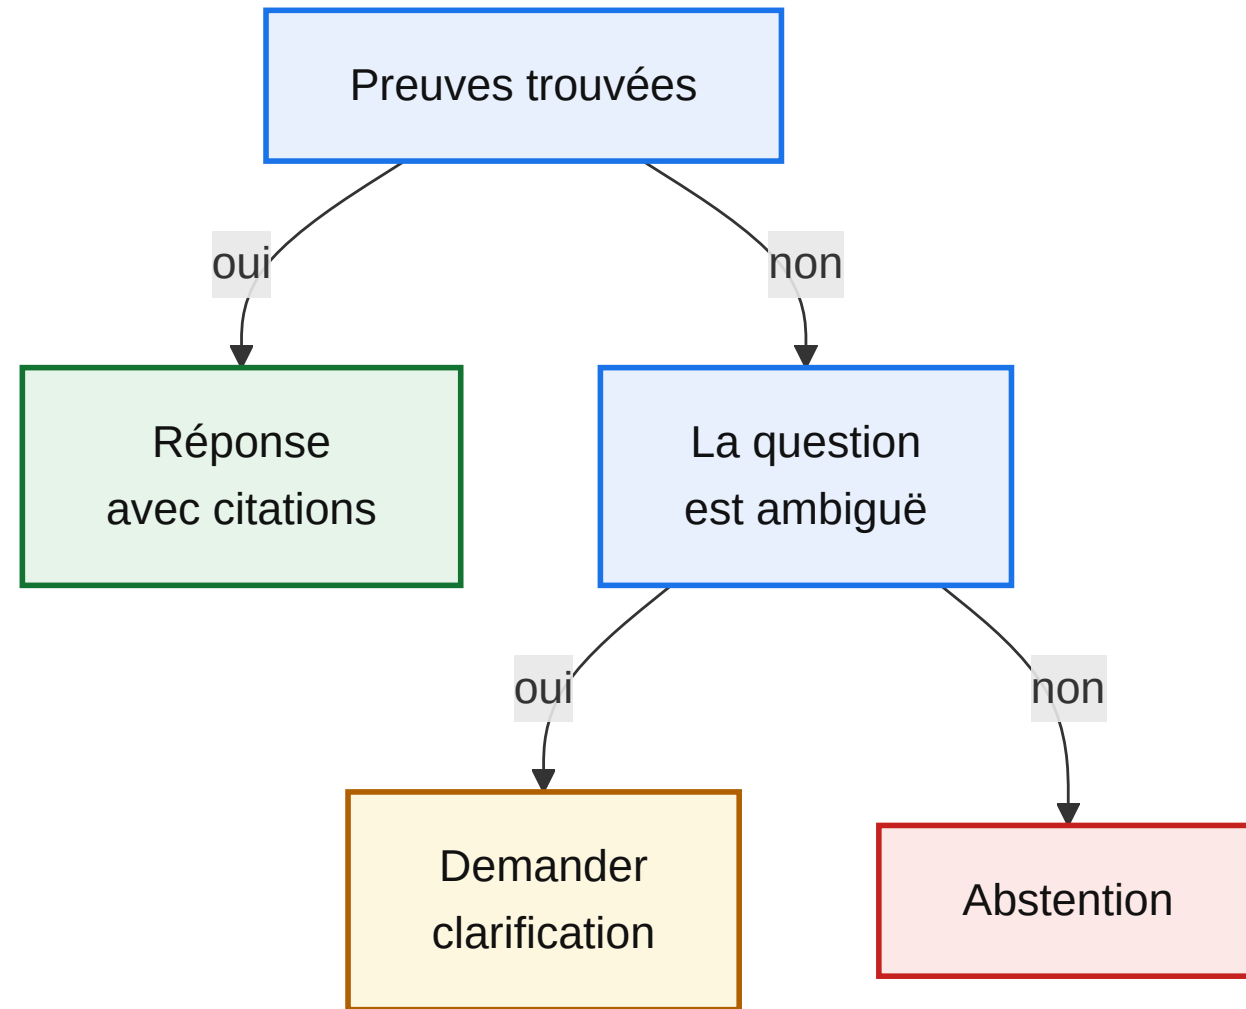 Preuves trouvées
oui
non
Réponse
avec citations
La question
est ambiguë
oui
non
Demander
clarification
Abstention